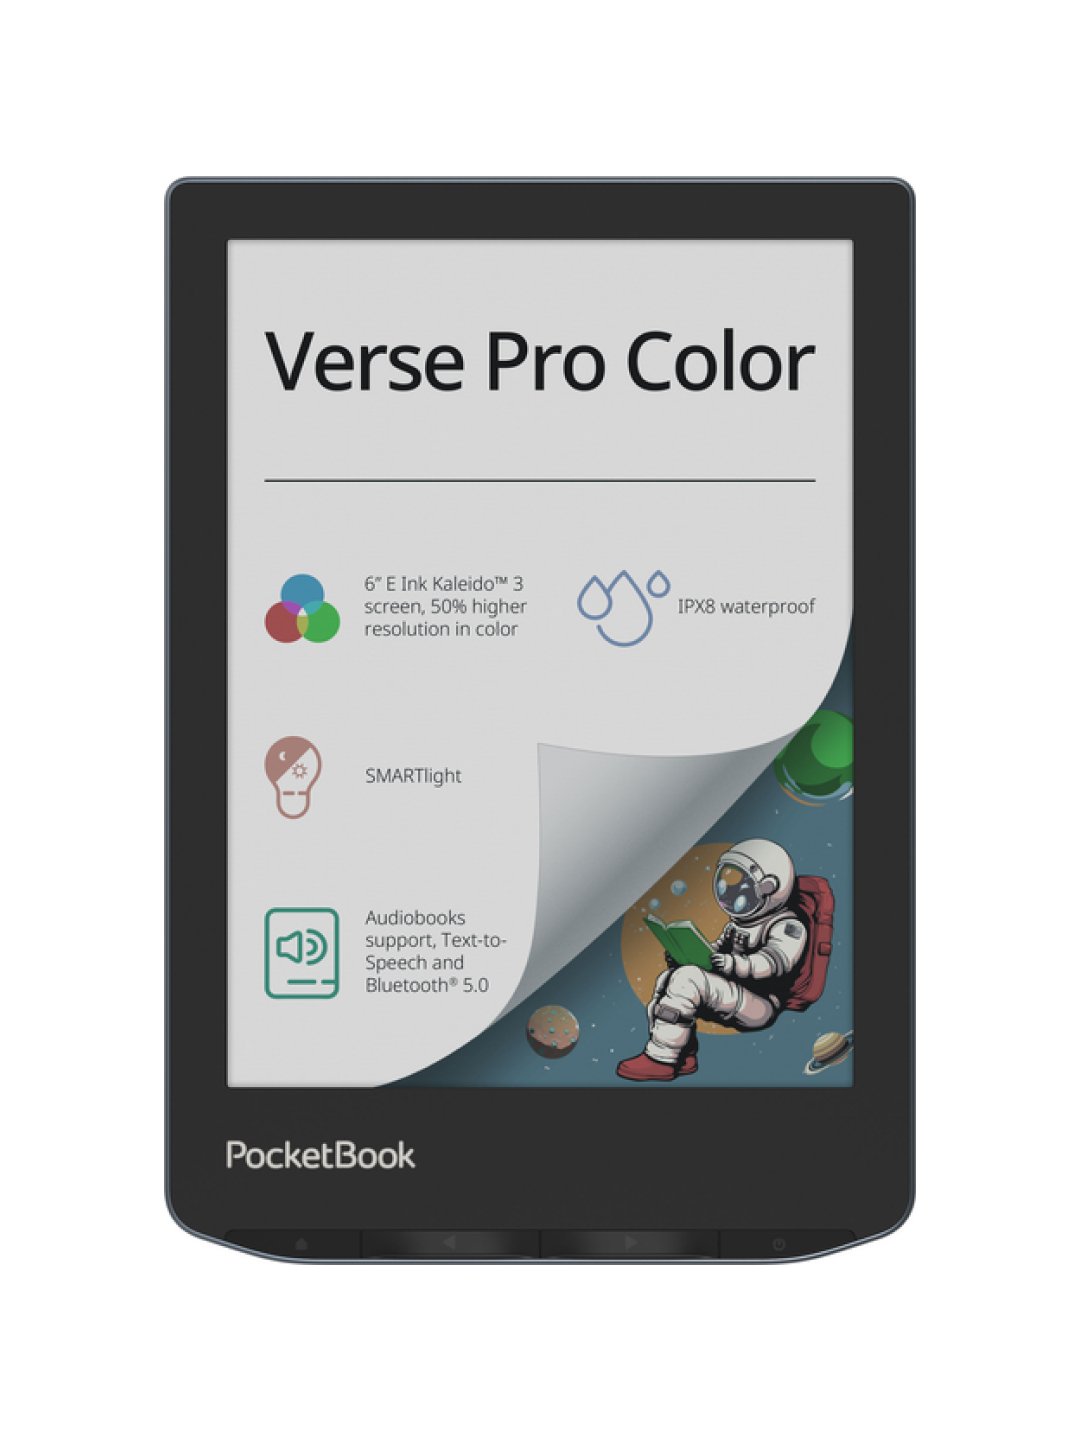 Verse Pro Color
6” E Ink Kaleido™ 3
screen, 50% higher
resolution in color
IPX8 waterproof
SMARTlight
Audiobooks
support, Text-to-
Speech and
Bluetooth® 5.0
PocketBook